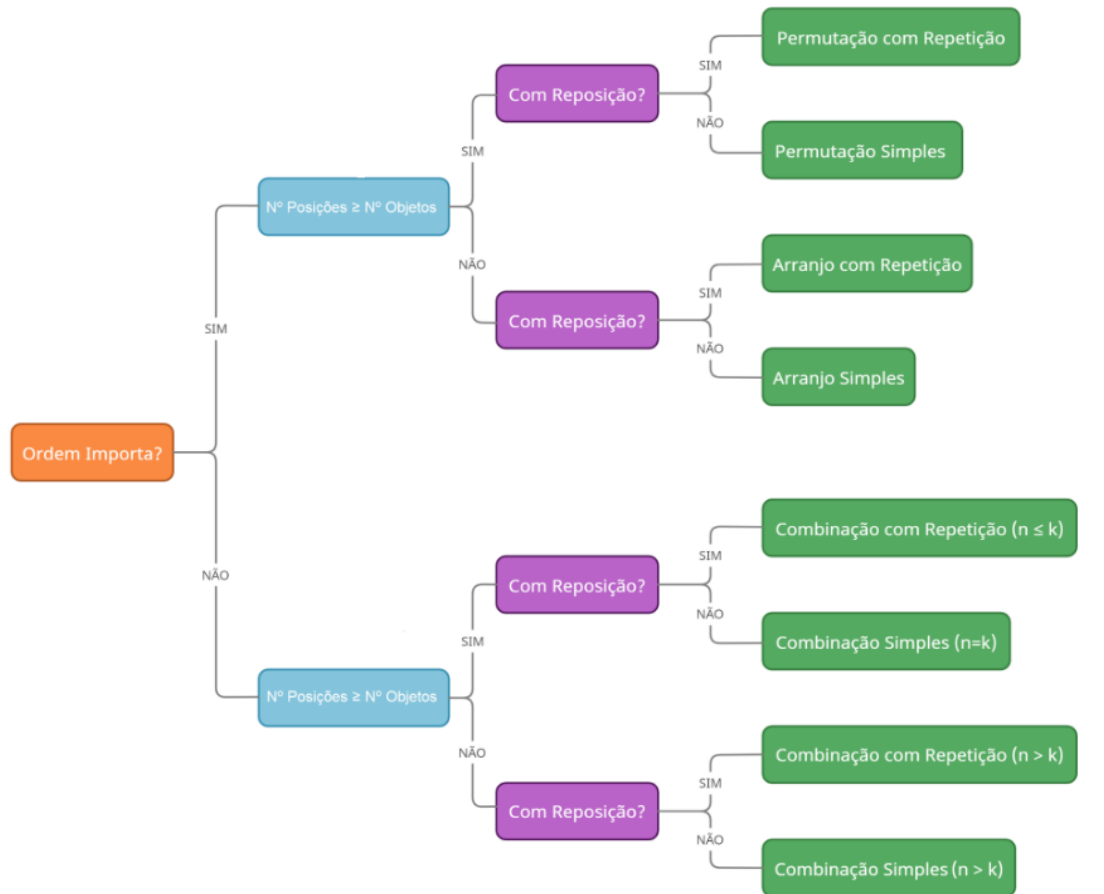 Ordem Importa?
SIM
Nº Posições ≥ Nº Objetos
SIM
Com Reposição?
SIM
Permutação com Repetição
NÃO
Permutação Simples
NÃO
Com Reposição?
SIM
Arranjo com Repetição
NÃO
Arranjo Simples
NÃO
Nº Posições ≥ Nº Objetos
SIM
Com Reposição?
SIM
Combinação com Repetição (n ≤ k)
NÃO
Combinação Simples (n=k)
NÃO
Com Reposição?
SIM
Combinação com Repetição (n > k)
NÃO
Combinação Simples (n > k)